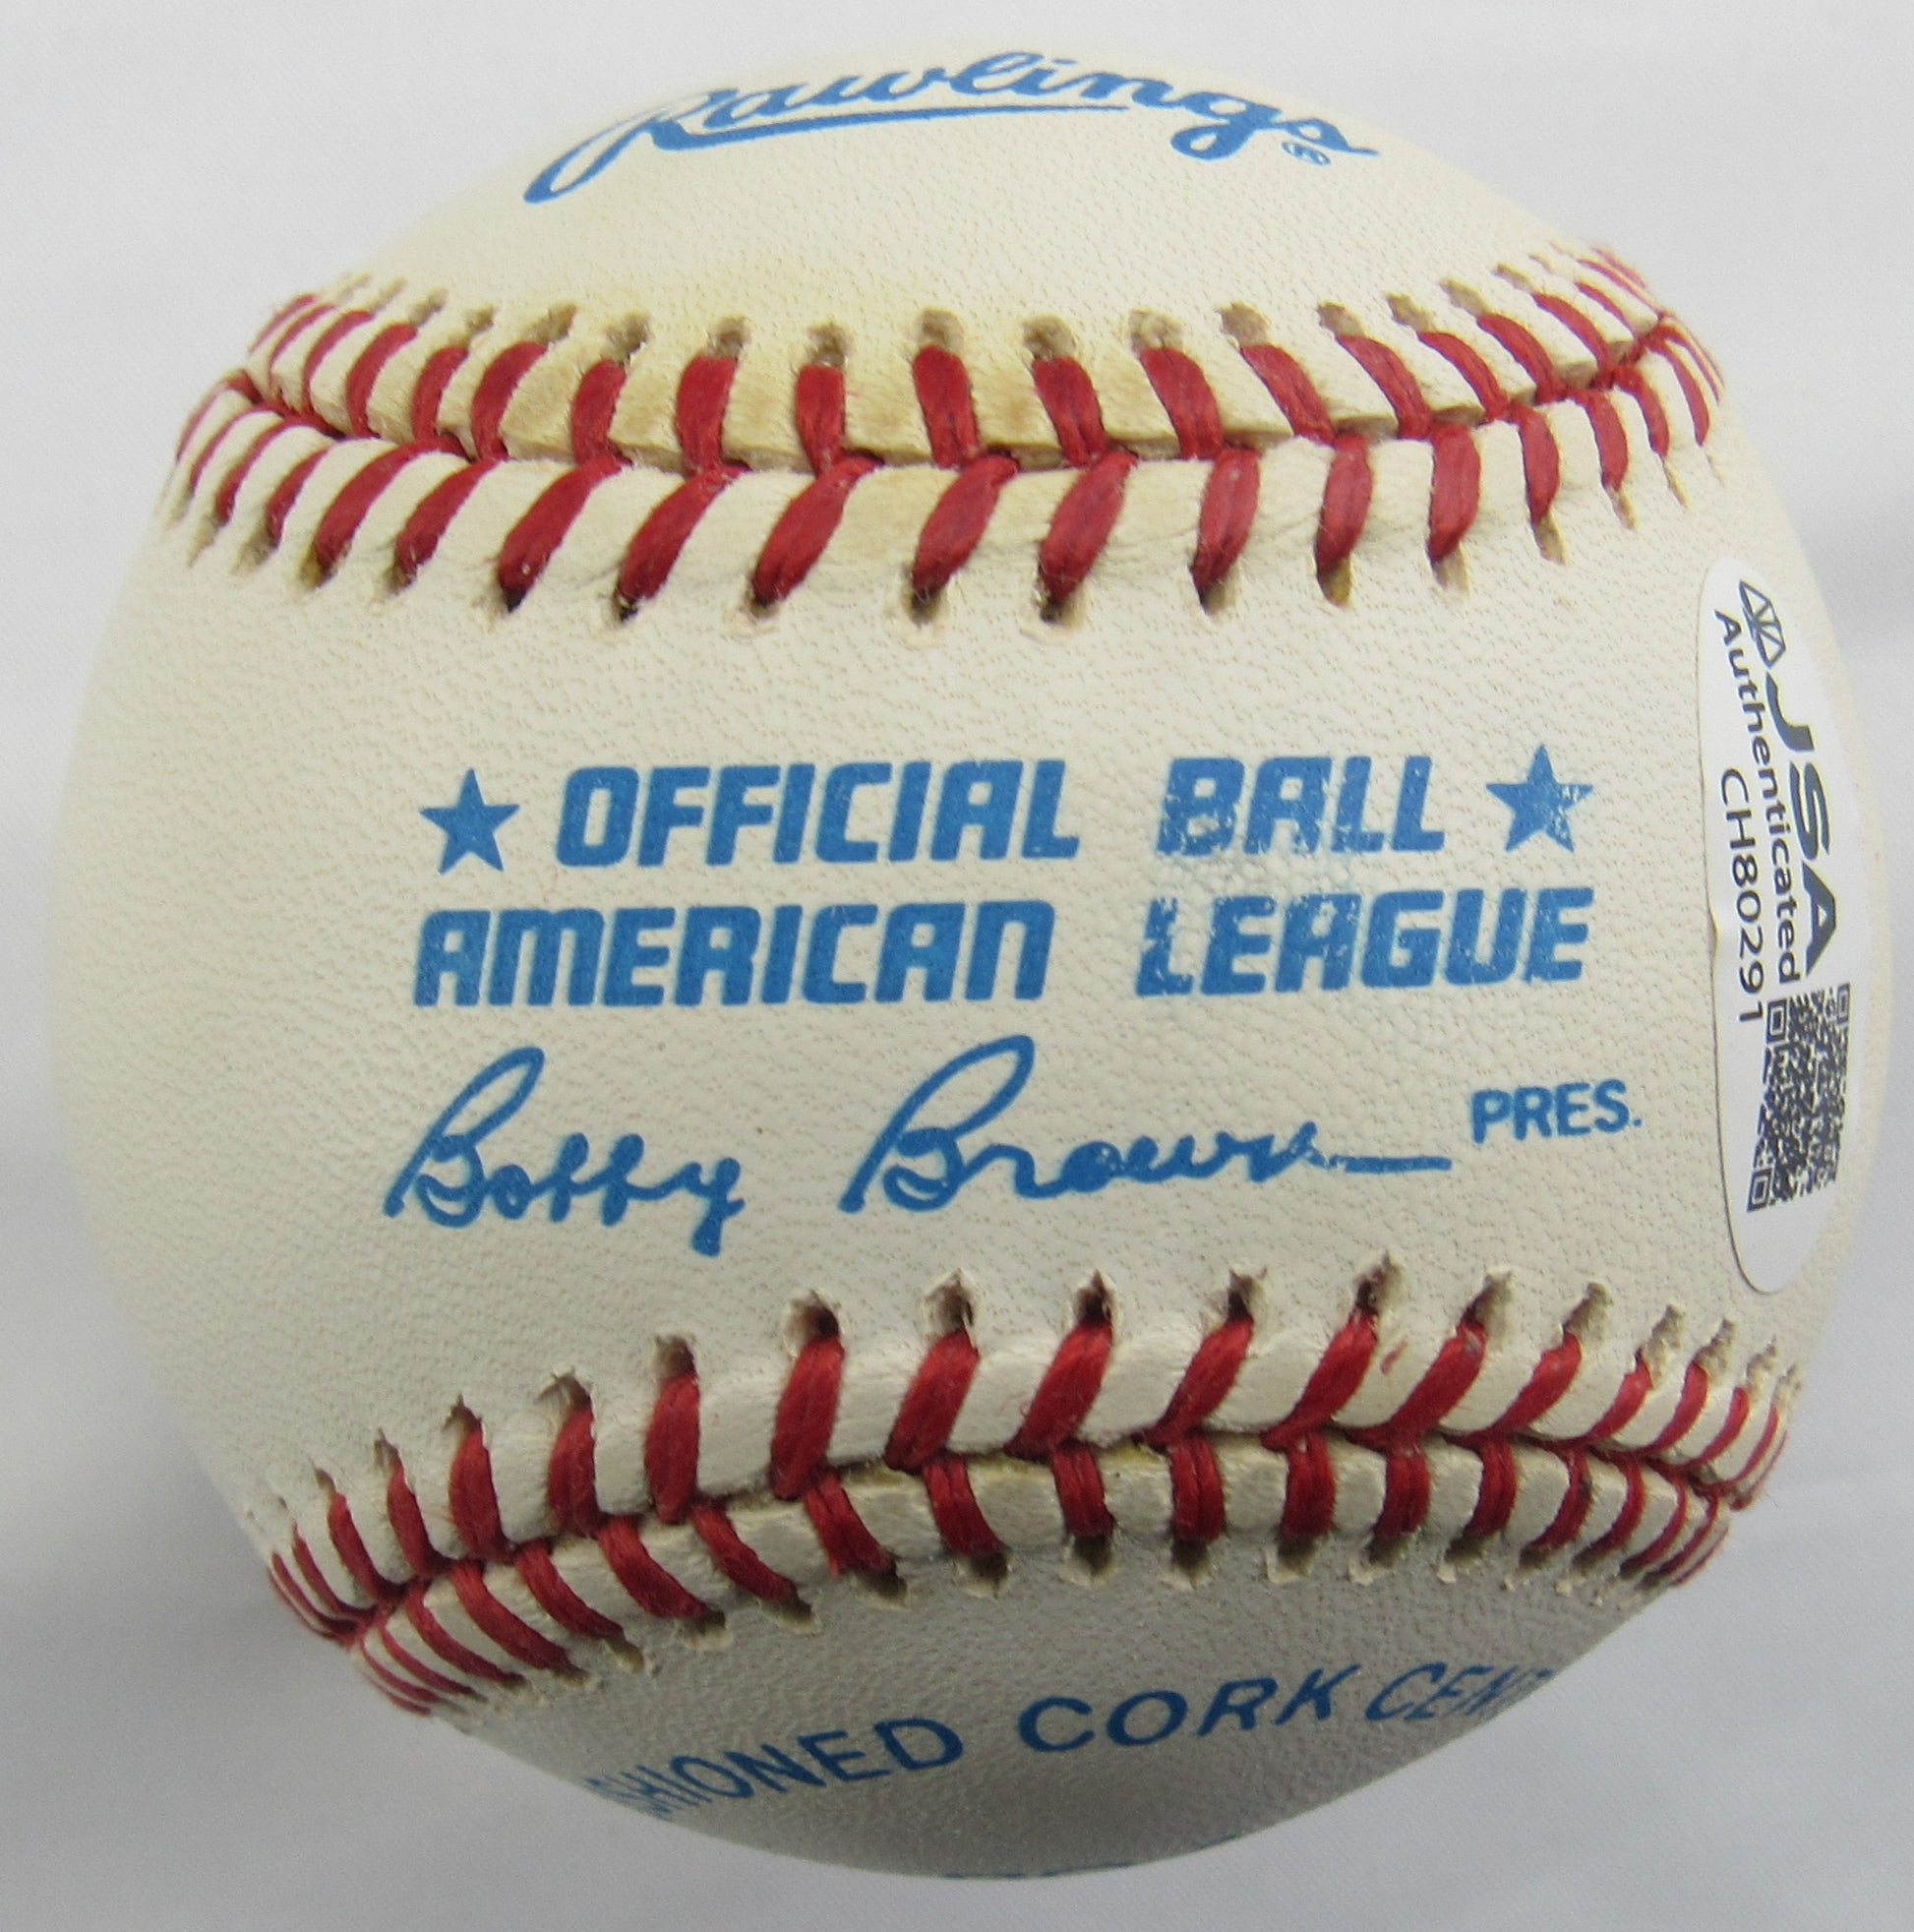 Rawlings®
★ OFFICIAL BALL ★
AMERICAN LEAGUE
Bobby Brown PRES.
JSA
Authenticated
CH80291
CORK